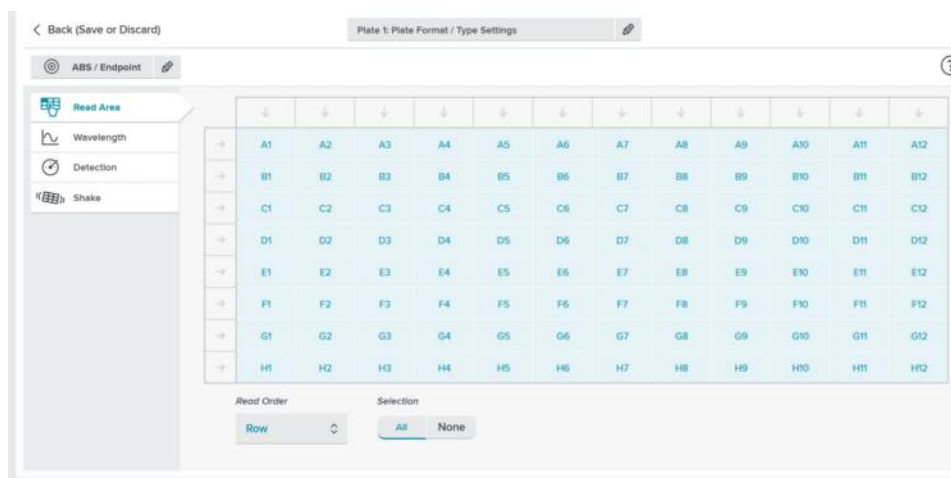 Back (Save or Discard)
Plate 1: Plate Format / Type Settings
ABS / Endpoint
Read Area
Wavelength
Detection
Shake
A1 A2 A3 A4 A5 A6 A7 A8 A9 A10 A11 A12
B1 B2 B3 B4 B5 B6 B7 B8 B9 B10 B11 B12
C1 C2 C3 C4 C5 C6 C7 C8 C9 C10 C11 C12
D1 D2 D3 D4 D5 D6 D7 D8 D9 D10 D11 D12
E1 E2 E3 E4 E5 E6 E7 E8 E9 E10 E11 E12
F1 F2 F3 F4 F5 F6 F7 F8 F9 F10 F11 F12
G1 G2 G3 G4 G5 G6 G7 G8 G9 G10 G11 G12
H1 H2 H3 H4 H5 H6 H7 H8 H9 H10 H11 H12
Read Order Selection
Row All None